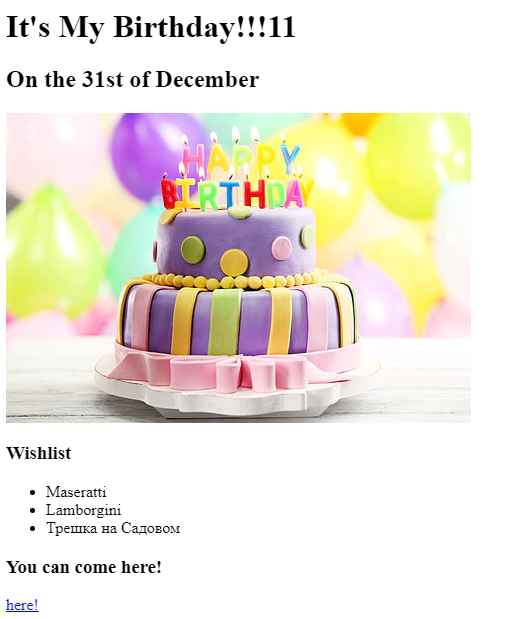 It's My Birthday!!!11
On the 31st of December
HAPPY
BIRTHDAY
Wishlist
Maseratti
Lamborgini
Трешка на Садовом
You can come here!
here!